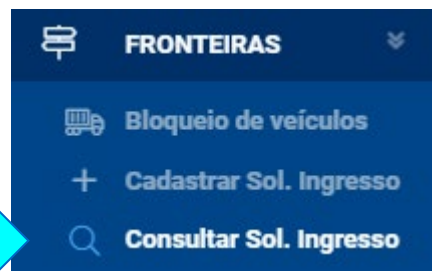 FRONTEIRAS
Bloqueio de veículos
Cadastrar Sol. Ingresso
Consultar Sol. Ingresso